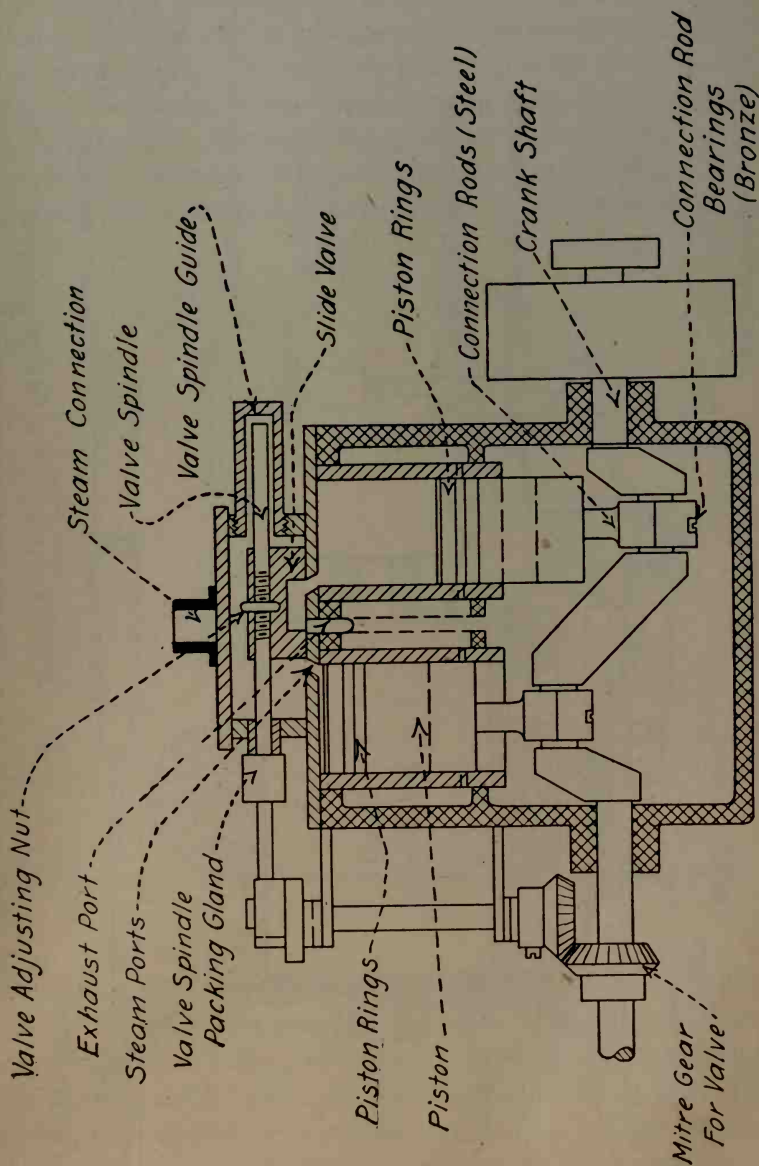 Valve Adjusting Nut
Exhaust Port
Steam Ports
Valve Spindle
Packing Gland
Piston Rings
Piston
Mitre Gear
For Valve
Steam Connection
Valve Spindle
Valve Spindle Guide
Slide Valve
Piston Rings
Connection Rods (Steel)
Crank Shaft
Connection Rod
Bearings
(Bronze)